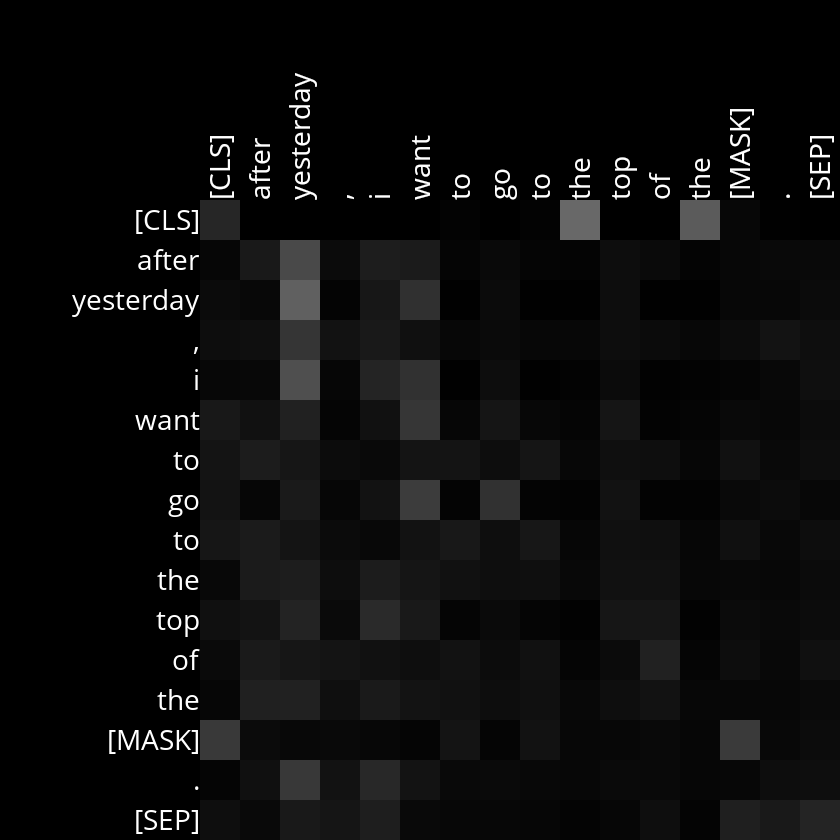 [CLS] after yesterday , i want to go to the top of the [MASK] . [SEP]
[CLS]
after
yesterday
,
i
want
to
go
to
the
top
of
the
[MASK]
.
[SEP]